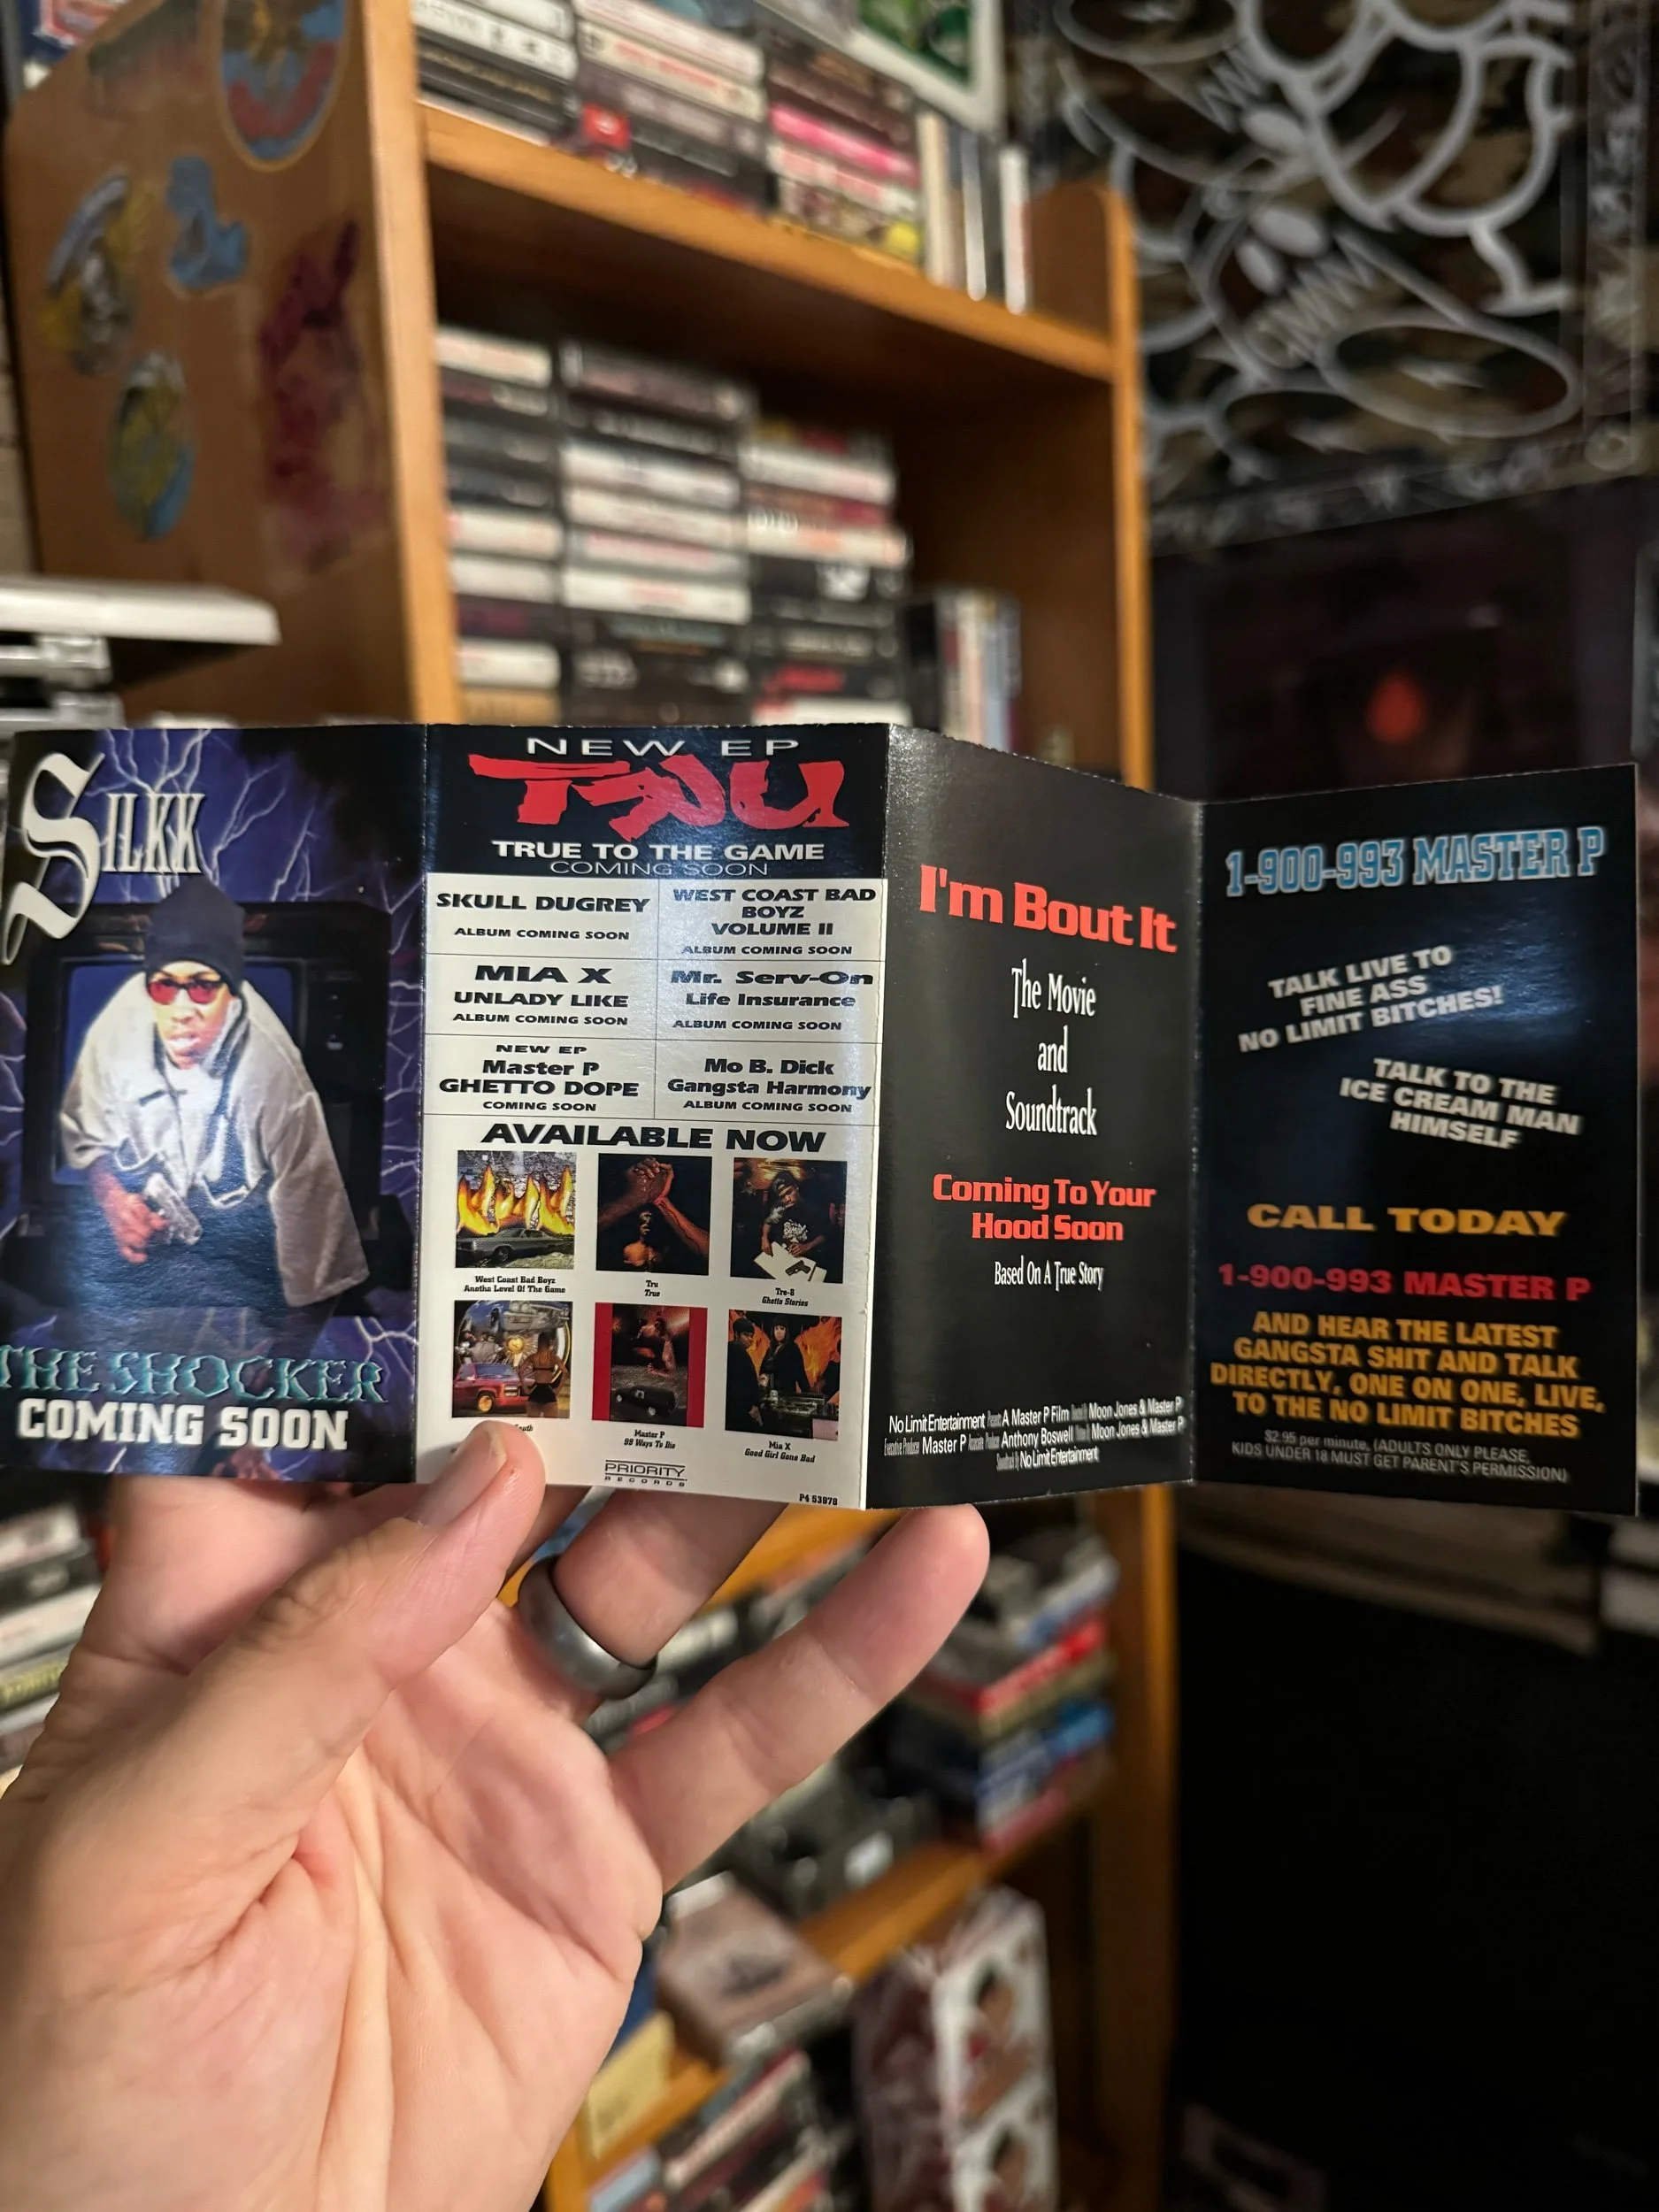 SILKK
THE SHOCKER
COMING SOON
NEW EP
TRU
TRUE TO THE GAME
COMING SOON
SKULL DUGREY
ALBUM COMING SOON
WEST COAST BAD
BOYZ
VOLUME II
ALBUM COMING SOON
MIA X
UNLADY LIKE
ALBUM COMING SOON
Mr. Serv-On
Life Insurance
ALBUM COMING SOON
NEW EP
Master P
GHETTO DOPE
COMING SOON
Mo B. Dick
Gangsta Harmony
ALBUM COMING SOON
AVAILABLE NOW
West Coast Bad Boyz
Anotha Level Of The Game
Tru
True
Tre-8
Ghetto Stories
Master P
99 Ways To Die
Mia X
Good Girl Gone Bad
PRIORITY
RECORDS
P4 53978
I'm Bout It
The Movie
and
Soundtrack
Coming To Your
Hood Soon
Based On A True Story
No Limit Entertainment A Master P Film Moon Jones & Master P
Executive Producer Master P Anthony Boswell Moon Jones & Master P
Soundtrack No Limit Entertainment
1-900-993 MASTER P
TALK LIVE TO
FINE ASS
NO LIMIT BITCHES!
TALK TO THE
ICE CREAM MAN
HIMSELF
CALL TODAY
1-900-993 MASTER P
AND HEAR THE LATEST
GANGSTA SHIT AND TALK
DIRECTLY, ONE ON ONE, LIVE,
TO THE NO LIMIT BITCHES
$2.95 per minute, (ADULTS ONLY PLEASE,
KIDS UNDER 18 MUST GET PARENT'S PERMISSION)